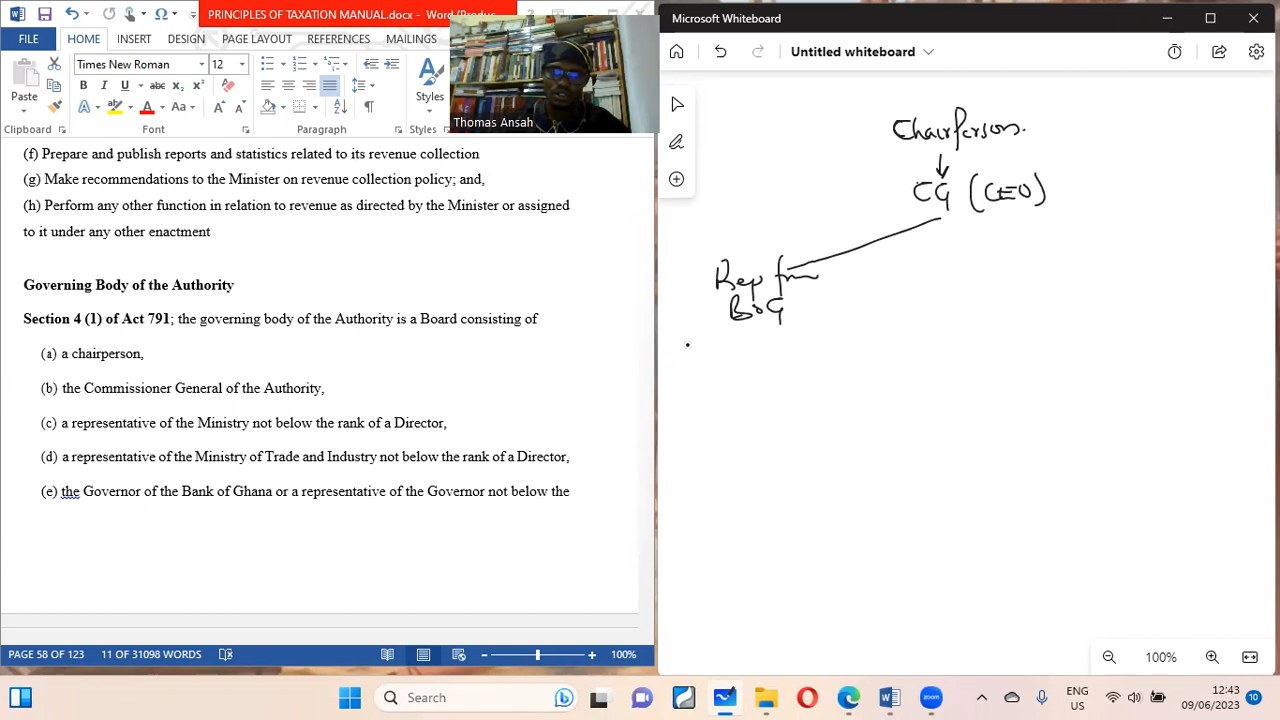 PRINCIPLES OF TAXATION MANUAL.docx - Word (Produc
FILE HOME INSERT DESIGN PAGE LAYOUT REFERENCES MAILINGS
Times New Roman 12
Paste
B I U abc X₂ X²
A Aa
Styles
Clipboard Font Paragraph Styles
Thomas Ansah
(f) Prepare and publish reports and statistics related to its revenue collection
(g) Make recommendations to the Minister on revenue collection policy; and,
(h) Perform any other function in relation to revenue as directed by the Minister or assigned
to it under any other enactment
Governing Body of the Authority
Section 4 (1) of Act 791; the governing body of the Authority is a Board consisting of
(a) a chairperson,
(b) the Commissioner General of the Authority,
(c) a representative of the Ministry not below the rank of a Director,
(d) a representative of the Ministry of Trade and Industry not below the rank of a Director,
(e) the Governor of the Bank of Ghana or a representative of the Governor not below the
PAGE 58 OF 123 11 OF 31098 WORDS 100%
Microsoft Whiteboard
Untitled whiteboard
Chairperson.
CG (CEO)
Rep from
BoG
100%
Search
ENG
US
12:43
09/06/2023
10
zoom